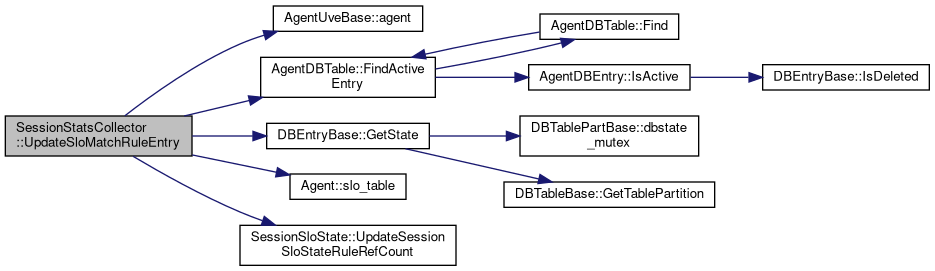 AgentUveBase::agent
AgentDBTable::Find
AgentDBTable::FindActive
Entry
AgentDBEntry::IsActive
DBEntryBase::IsDeleted
SessionStatsCollector
::UpdateSloMatchRuleEntry
DBEntryBase::GetState
DBTablePartBase::dbstate
_mutex
Agent::slo_table
DBTableBase::GetTablePartition
SessionSloState::UpdateSession
SloStateRuleRefCount